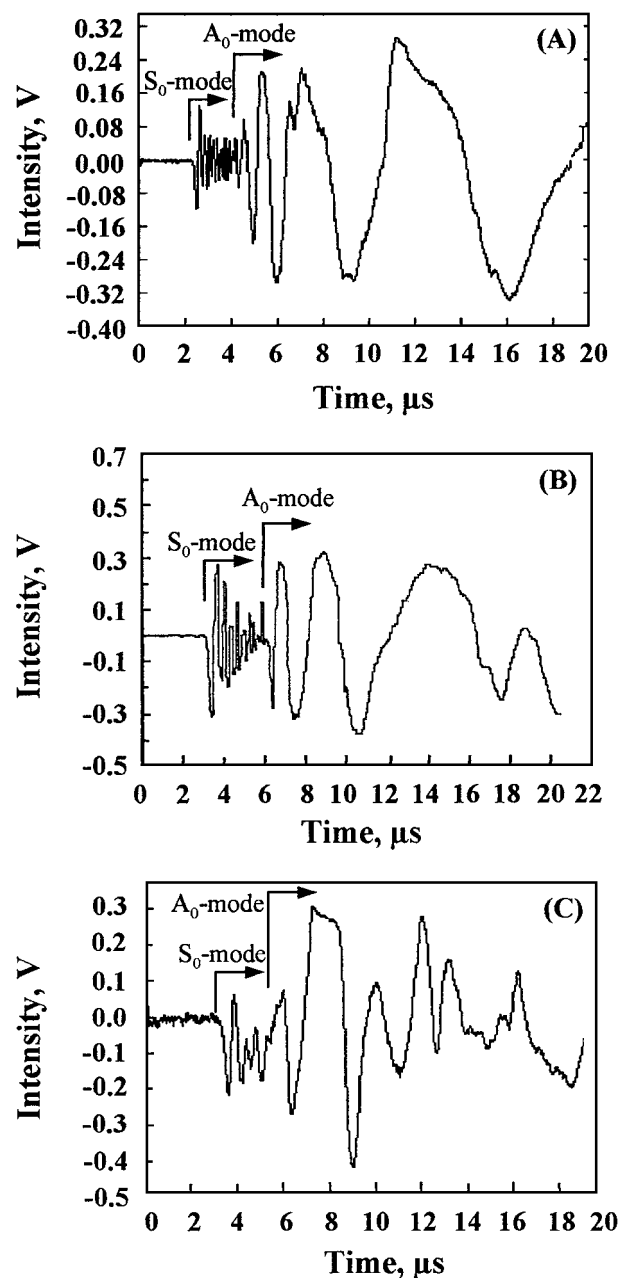 (A)
A₀-mode
S₀-mode
0.32
0.24
0.16
0.08
0.00
-0.08
-0.16
-0.24
-0.32
-0.40
Intensity, V
0 2 4 6 8 10 12 14 16 18 20
Time, µs
(B)
A₀-mode
S₀-mode
0.7
0.5
0.3
0.1
-0.1
-0.3
-0.5
Intensity, V
0 2 4 6 8 10 12 14 16 18 20 22
Time, µs
(C)
A₀-mode
S₀-mode
0.3
0.2
0.1
0.0
-0.1
-0.2
-0.3
-0.4
-0.5
Intensity, V
0 2 4 6 8 10 12 14 16 18 20
Time, µs